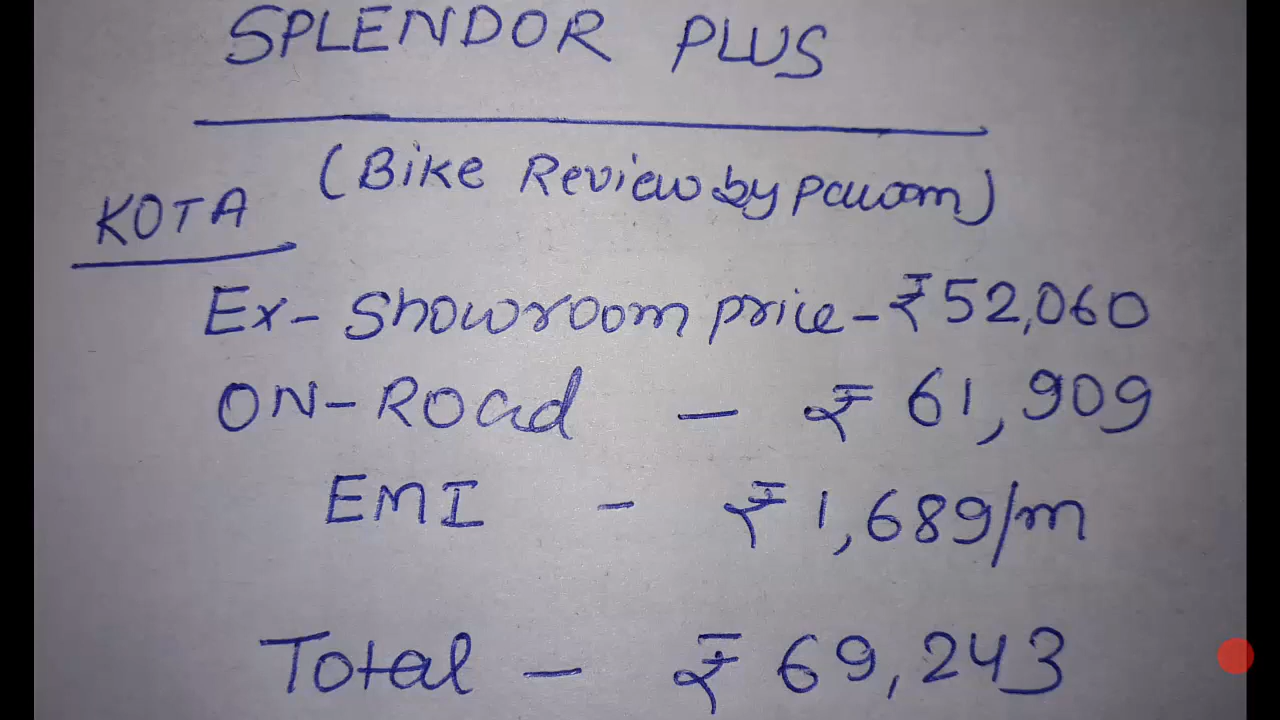 SPLENDOR PLUS
(Bike Review by Pawam)
KOTA
Ex-Showroom price - ₹52,060
ON-ROad - ₹ 61,909
EMI - ₹1,689/m
Total - ₹ 69,243